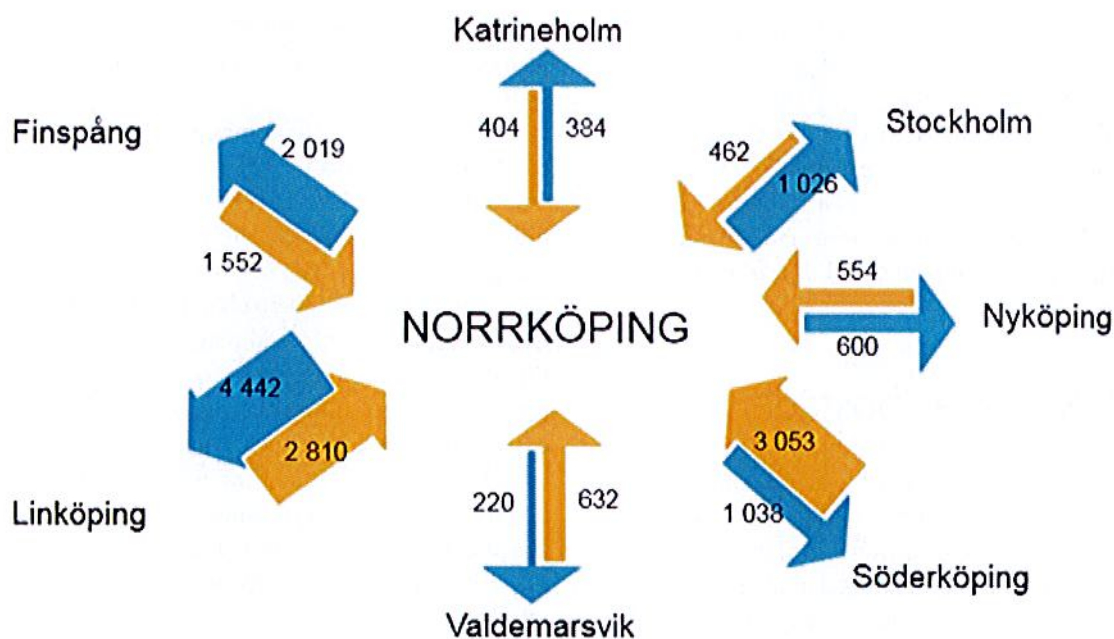 Katrineholm
404
384
Finspång
2 019
1 552
Stockholm
462
1 026
554
Nyköping
600
NORRKÖPING
4 442
2 810
Linköping
3 053
1 038
Söderköping
220
632
Valdemarsvik